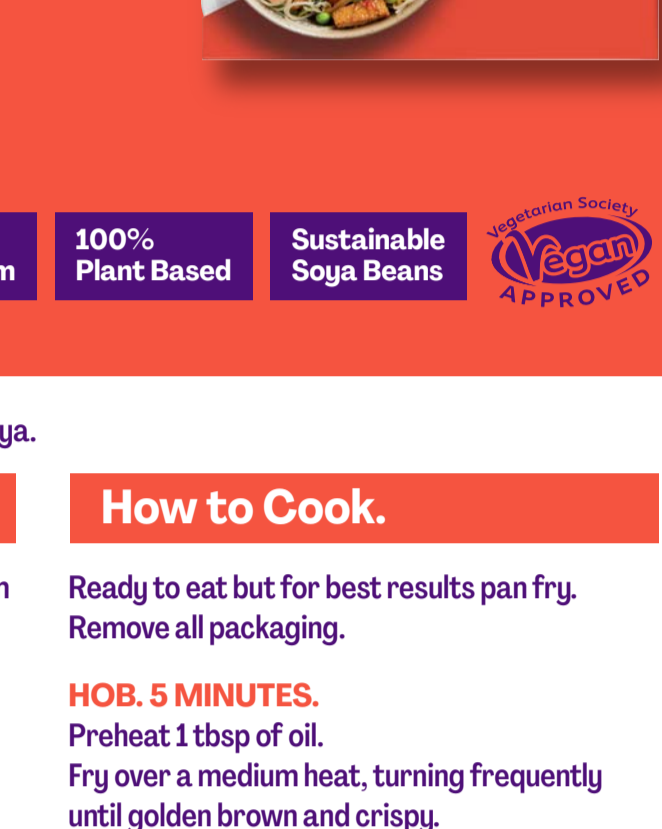 m
100%
Plant Based
Sustainable
Soya Beans
Vegetarian Society
Vegan
APPROVED
ya.
How to Cook.
n
Ready to eat but for best results pan fry.
Remove all packaging.
HOB. 5 MINUTES.
Preheat 1 tbsp of oil.
Fry over a medium heat, turning frequently
until golden brown and crispy.